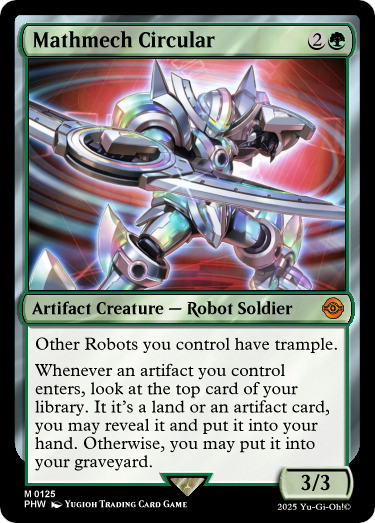 Mathmech Circular 2
Artifact Creature — Robot Soldier
Other Robots you control have trample.
Whenever an artifact you control
enters, look at the top card of your
library. It it's a land or an artifact card,
you may reveal it and put it into your
hand. Otherwise, you may put it into
your graveyard.
3/3
M 0125
PHW Yugioh Trading Card Game
2025 Yu-Gi-Oh!©